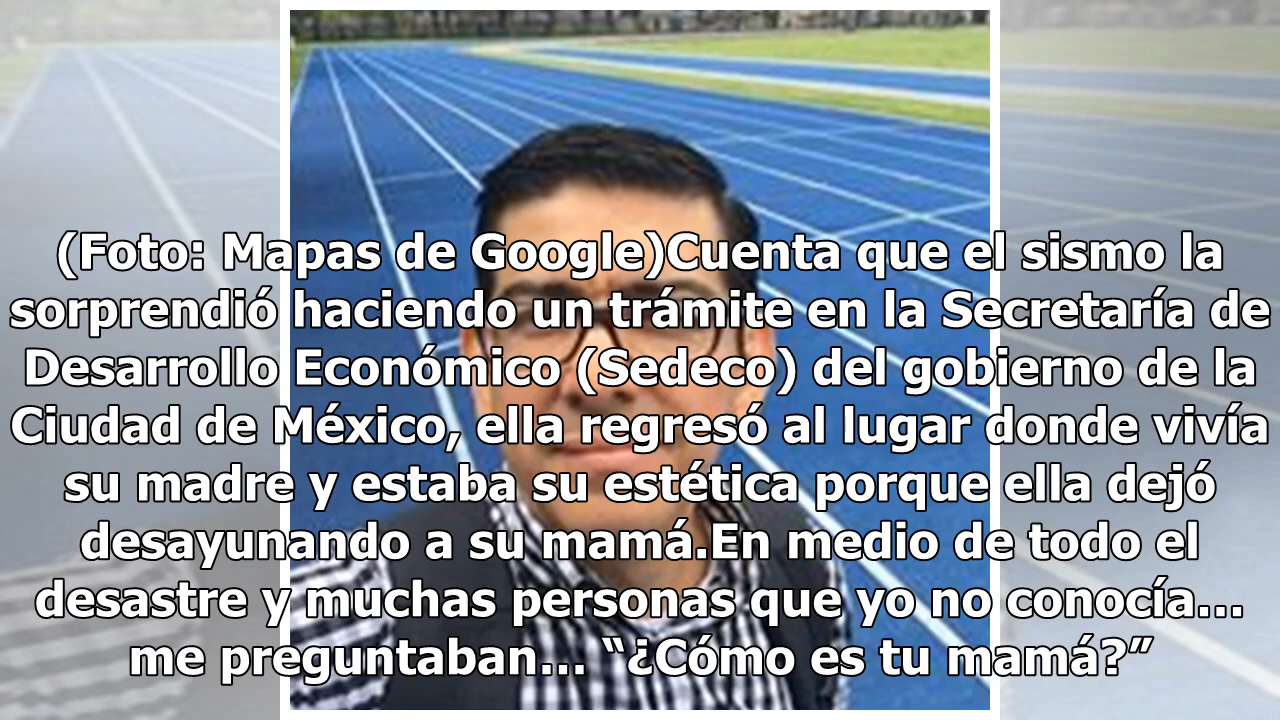 (Foto: Mapas de Google)Cuenta que el sismo la
sorprendió haciendo un trámite en la Secretaría de
Desarrollo Económico (Sedeco) del gobierno de la
Ciudad de México, ella regresó al lugar donde vivía
su madre y estaba su estética porque ella dejó
desayunando a su mamá.En medio de todo el
desastre y muchas personas que yo no conocía...
me preguntaban... “¿Cómo es tu mamá?”